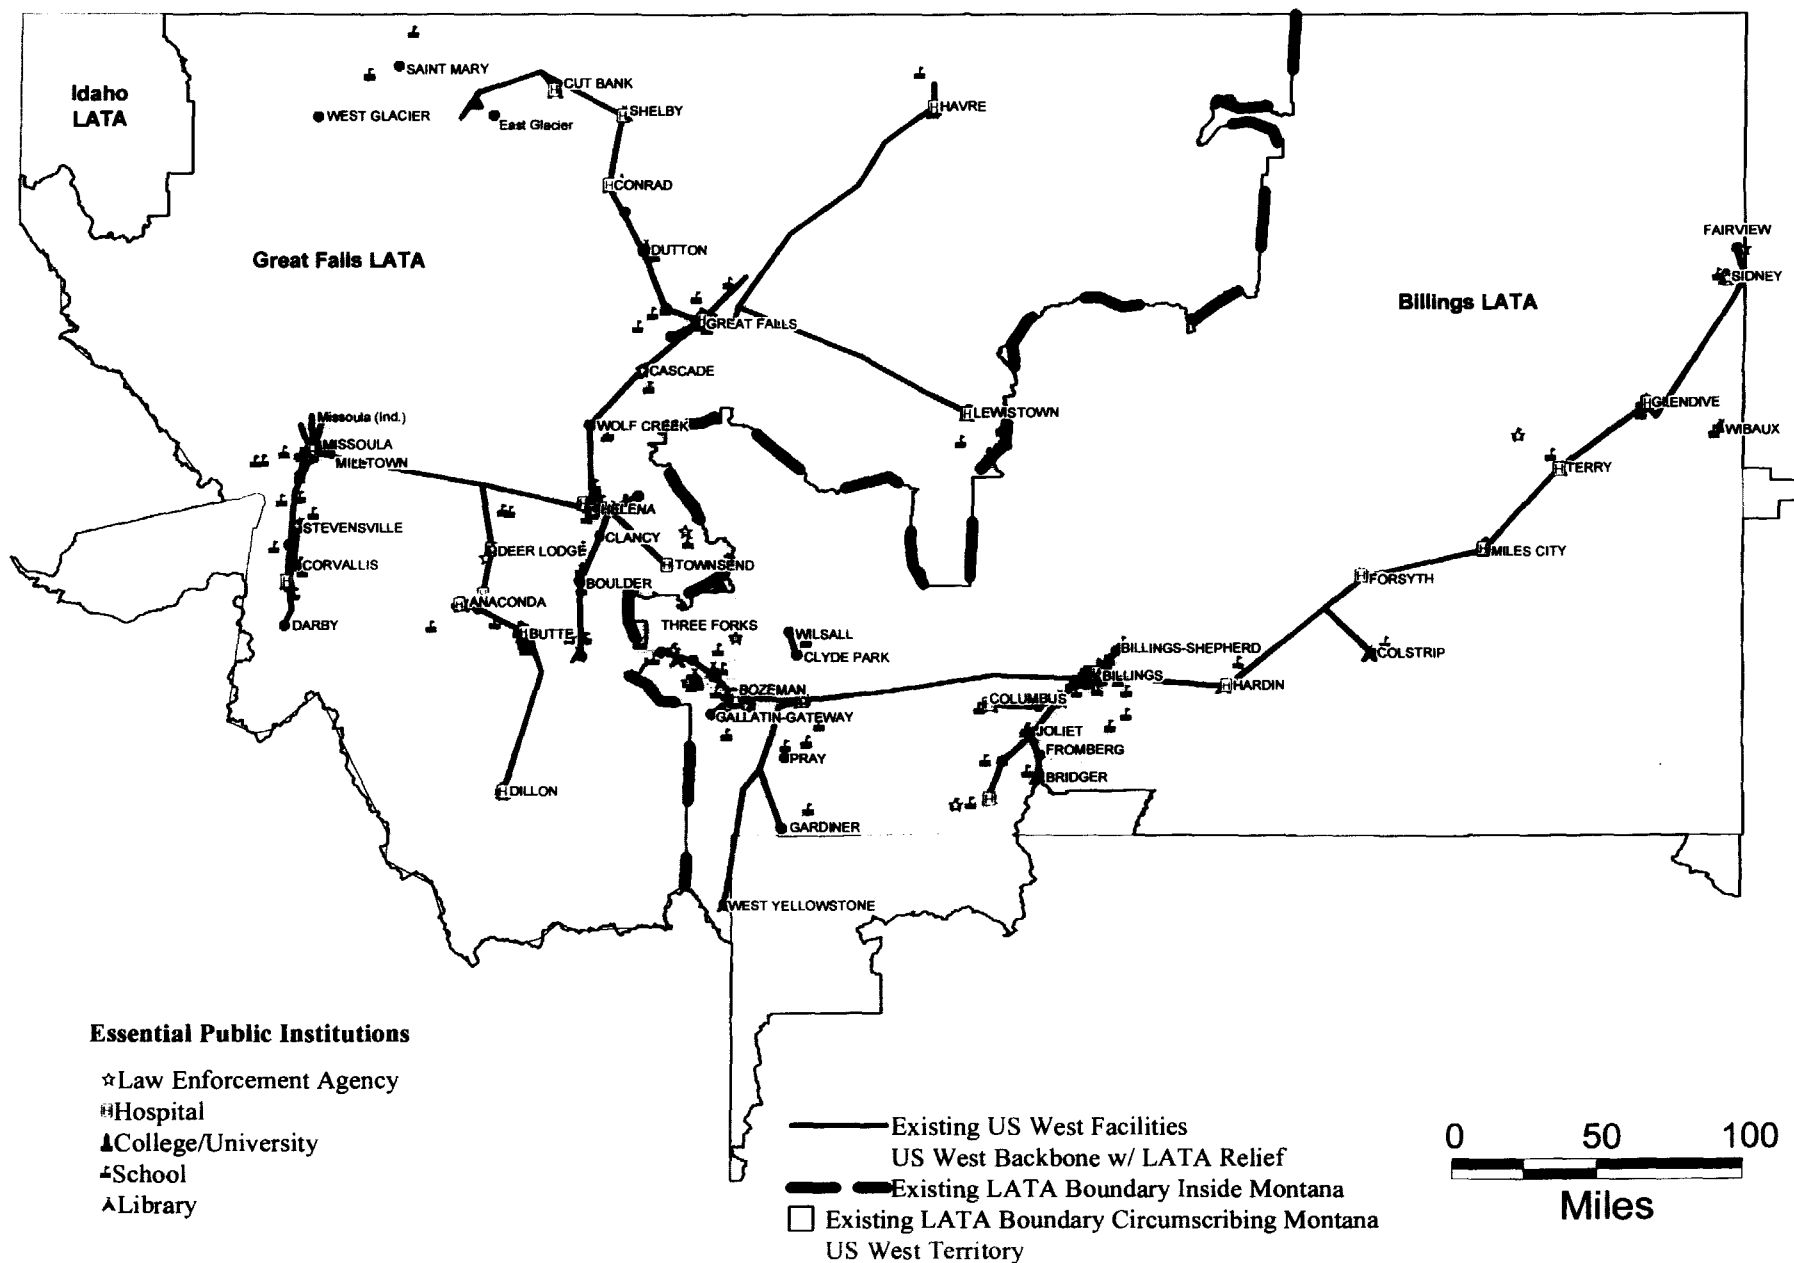 SAINT MARY
CUT BANK
Idaho
LATA
WEST GLACIER
East Glacier
SHELBY
HAVRE
CONRAD
DUTTON
Great Falls LATA
FAIRVIEW
SIDNEY
Billings LATA
GREAT FALLS
CASCADE
LEWISTOWN
GLENDIVE
WIBAUX
Missoula (Ind.)
WOLF CREEK
MISSOULA
MILLTOWN
TERRY
HELENA
STEVENSVILLE
CLANCY
DEER LODGE
MILES CITY
CORVALLIS
TOWNSEND
BOULDER
FORSYTH
ANACONDA
DARBY
BUTTE
THREE FORKS
WILSALL
CLYDE PARK
BILLINGS-SHEPHERD
COLSTRIP
BILLINGS
HARDIN
BOZEMAN
COLUMBUS
GALLATIN-GATEWAY
JOLIET
FROMBERG
PRAY
BRIDGER
DILLON
GARDINER
WEST YELLOWSTONE
Essential Public Institutions
Law Enforcement Agency
Hospital
College/University
School
Library
Existing US West Facilities
US West Backbone w/ LATA Relief
Existing LATA Boundary Inside Montana
Existing LATA Boundary Circumscribing Montana
US West Territory
0 50 100
Miles